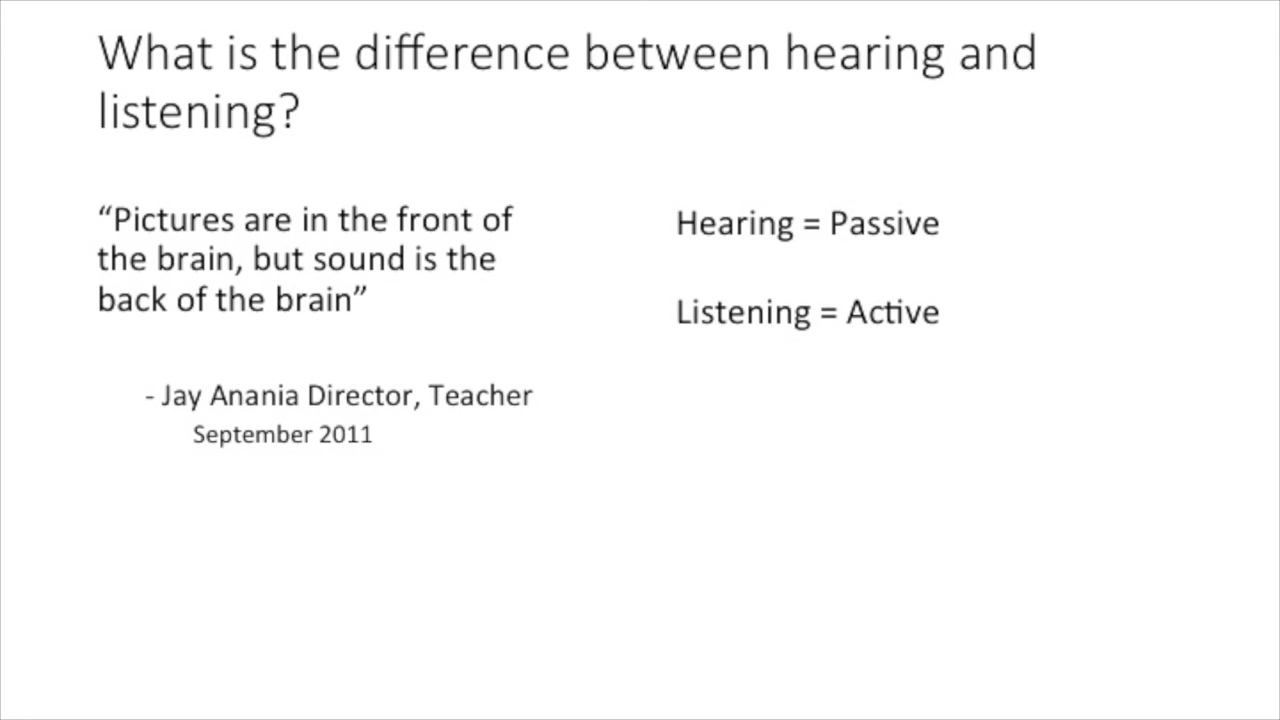 What is the difference between hearing and
listening?
“Pictures are in the front of
the brain, but sound is the
back of the brain”
- Jay Anania Director, Teacher
September 2011
Hearing = Passive
Listening = Active